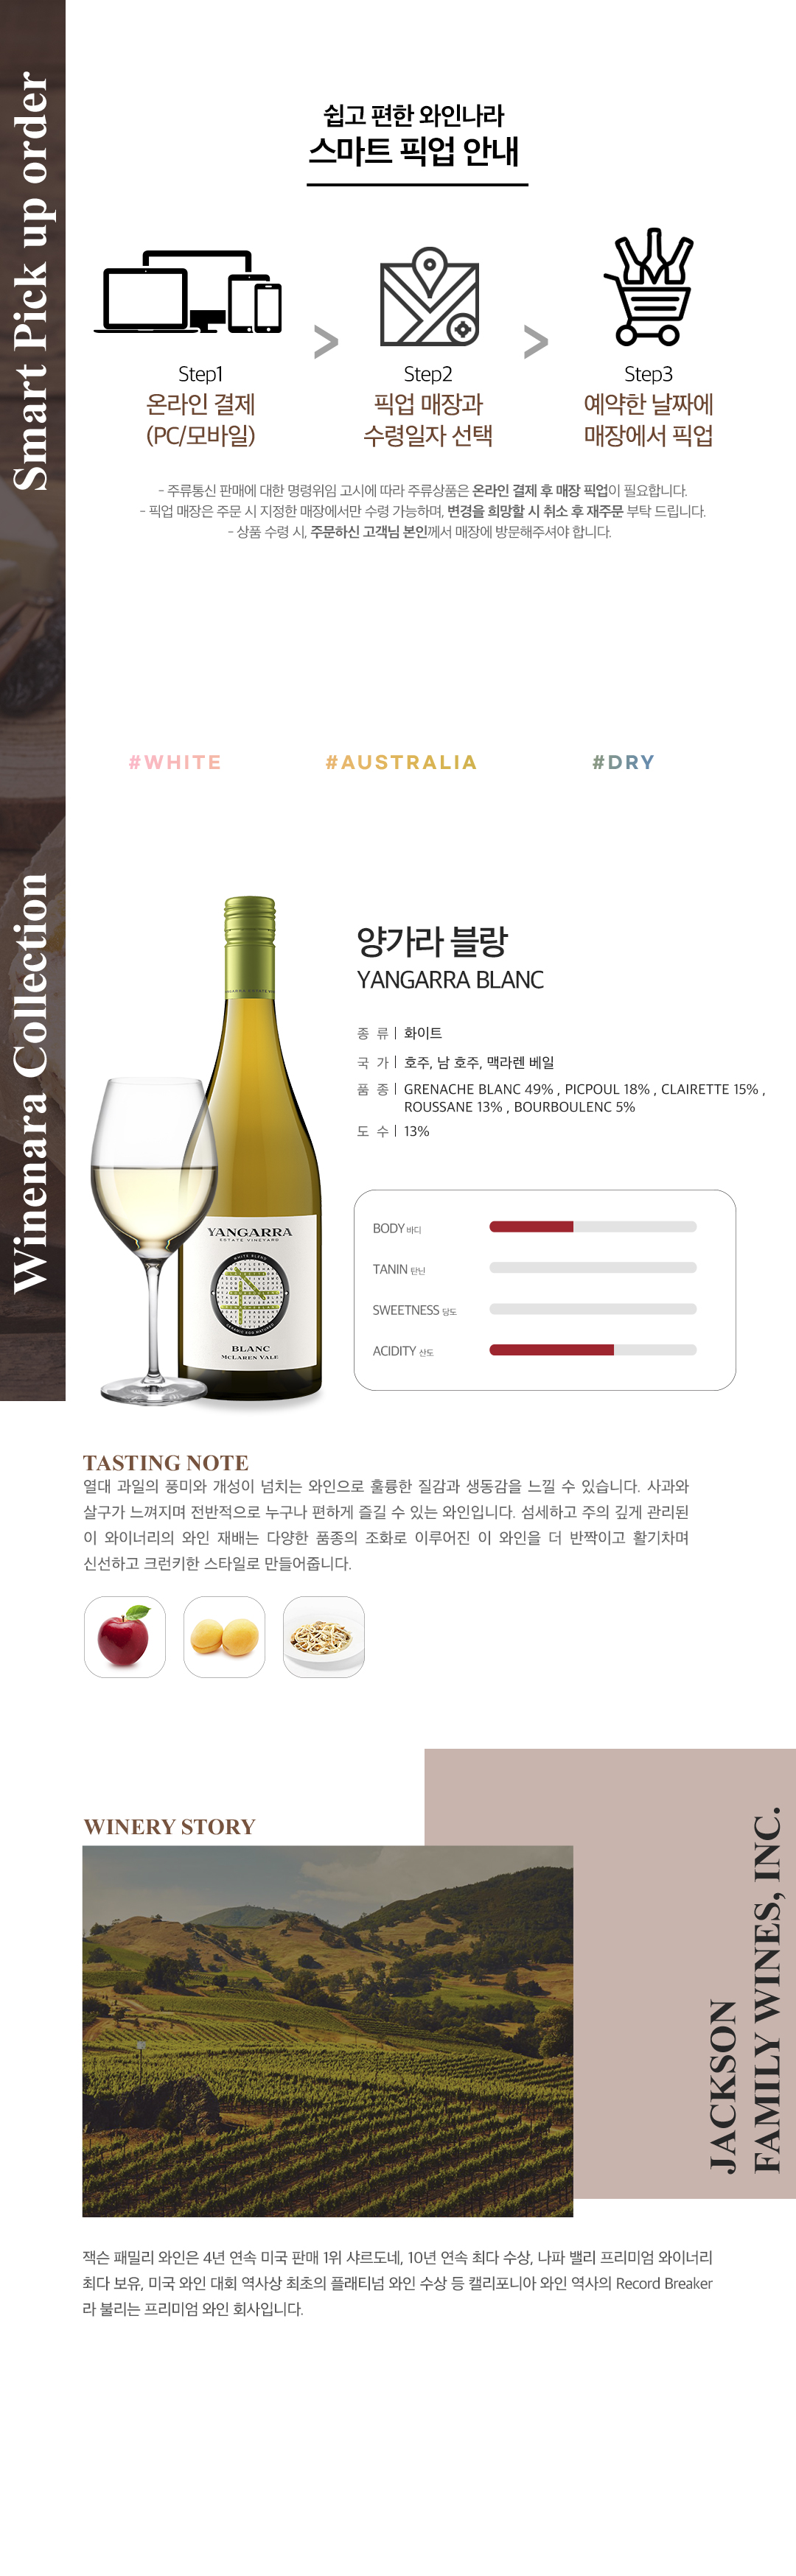 Smart Pick up order
쉽고 편한 와인나라
스마트 픽업 안내
Step1
온라인 결제
(PC/모바일)
>
Step2
픽업 매장과
수령일자 선택
>
Step3
예약한 날짜에
매장에서 픽업
- 주류통신 판매에 대한 명령위임 고시에 따라 주류상품은 온라인 결제 후 매장 픽업이 필요합니다.
- 픽업 매장은 주문 시 지정한 매장에서만 수령 가능하며, 변경을 희망할 시 취소 후 재주문 부탁 드립니다.
- 상품 수령 시, 주문하신 고객님 본인께서 매장에 방문해주셔야 합니다.
#WHITE
#AUSTRALIA
#DRY
Winenara Collection
양가라 블랑
YANGARRA BLANC
종 류 | 화이트
국 가 | 호주, 남 호주, 맥라렌 베일
품 종 | GRENACHE BLANC 49% , PICPOUL 18% , CLAIRETTE 15% ,
ROUSSANE 13% , BOURBOULENC 5%
도 수 | 13%
YANGARRA
ESTATE VINEYARD
WHITE BLEND
BLANC
McLAREN VALE
BODY 바디
TANIN 탄닌
SWEETNESS 당도
ACIDITY 산도
TASTING NOTE
열대 과일의 풍미와 개성이 넘치는 와인으로 훌륭한 질감과 생동감을 느낄 수 있습니다. 사과와
살구가 느껴지며 전반적으로 누구나 편하게 즐길 수 있는 와인입니다. 섬세하고 주의 깊게 관리된
이 와이너리의 와인 재배는 다양한 품종의 조화로 이루어진 이 와인을 더 반짝이고 활기차며
신선하고 크런키한 스타일로 만들어줍니다.
WINERY STORY
JACKSON
FAMILY WINES, INC.
잭슨 패밀리 와인은 4년 연속 미국 판매 1위 샤르도네, 10년 연속 최다 수상, 나파 밸리 프리미엄 와이너리
최다 보유, 미국 와인 대회 역사상 최초의 플래티넘 와인 수상 등 캘리포니아 와인 역사의 Record Breaker
라 불리는 프리미엄 와인 회사입니다.